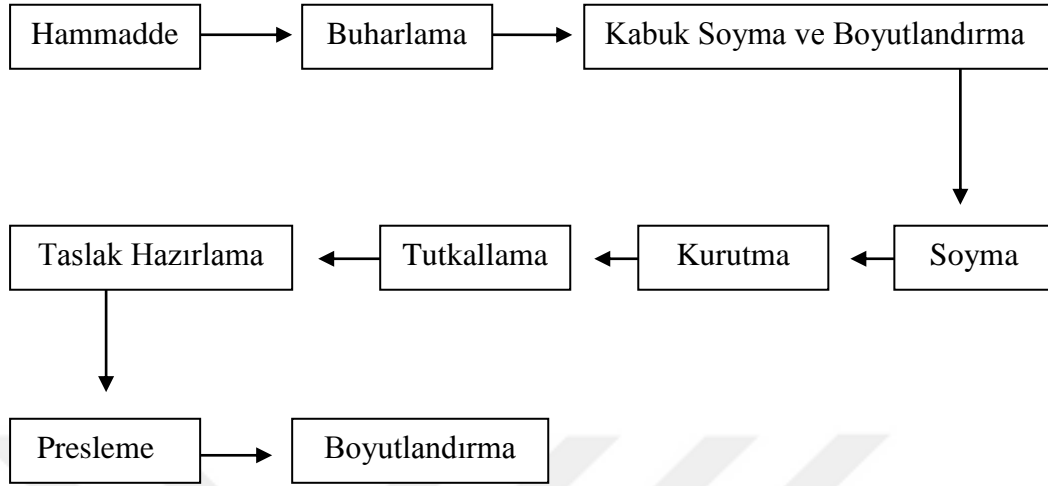 Hammadde
Buharlama
Kabuk Soyma ve Boyutlandırma
Soyma
Kurutma
Tutkallama
Taslak Hazırlama
Presleme
Boyutlandırma